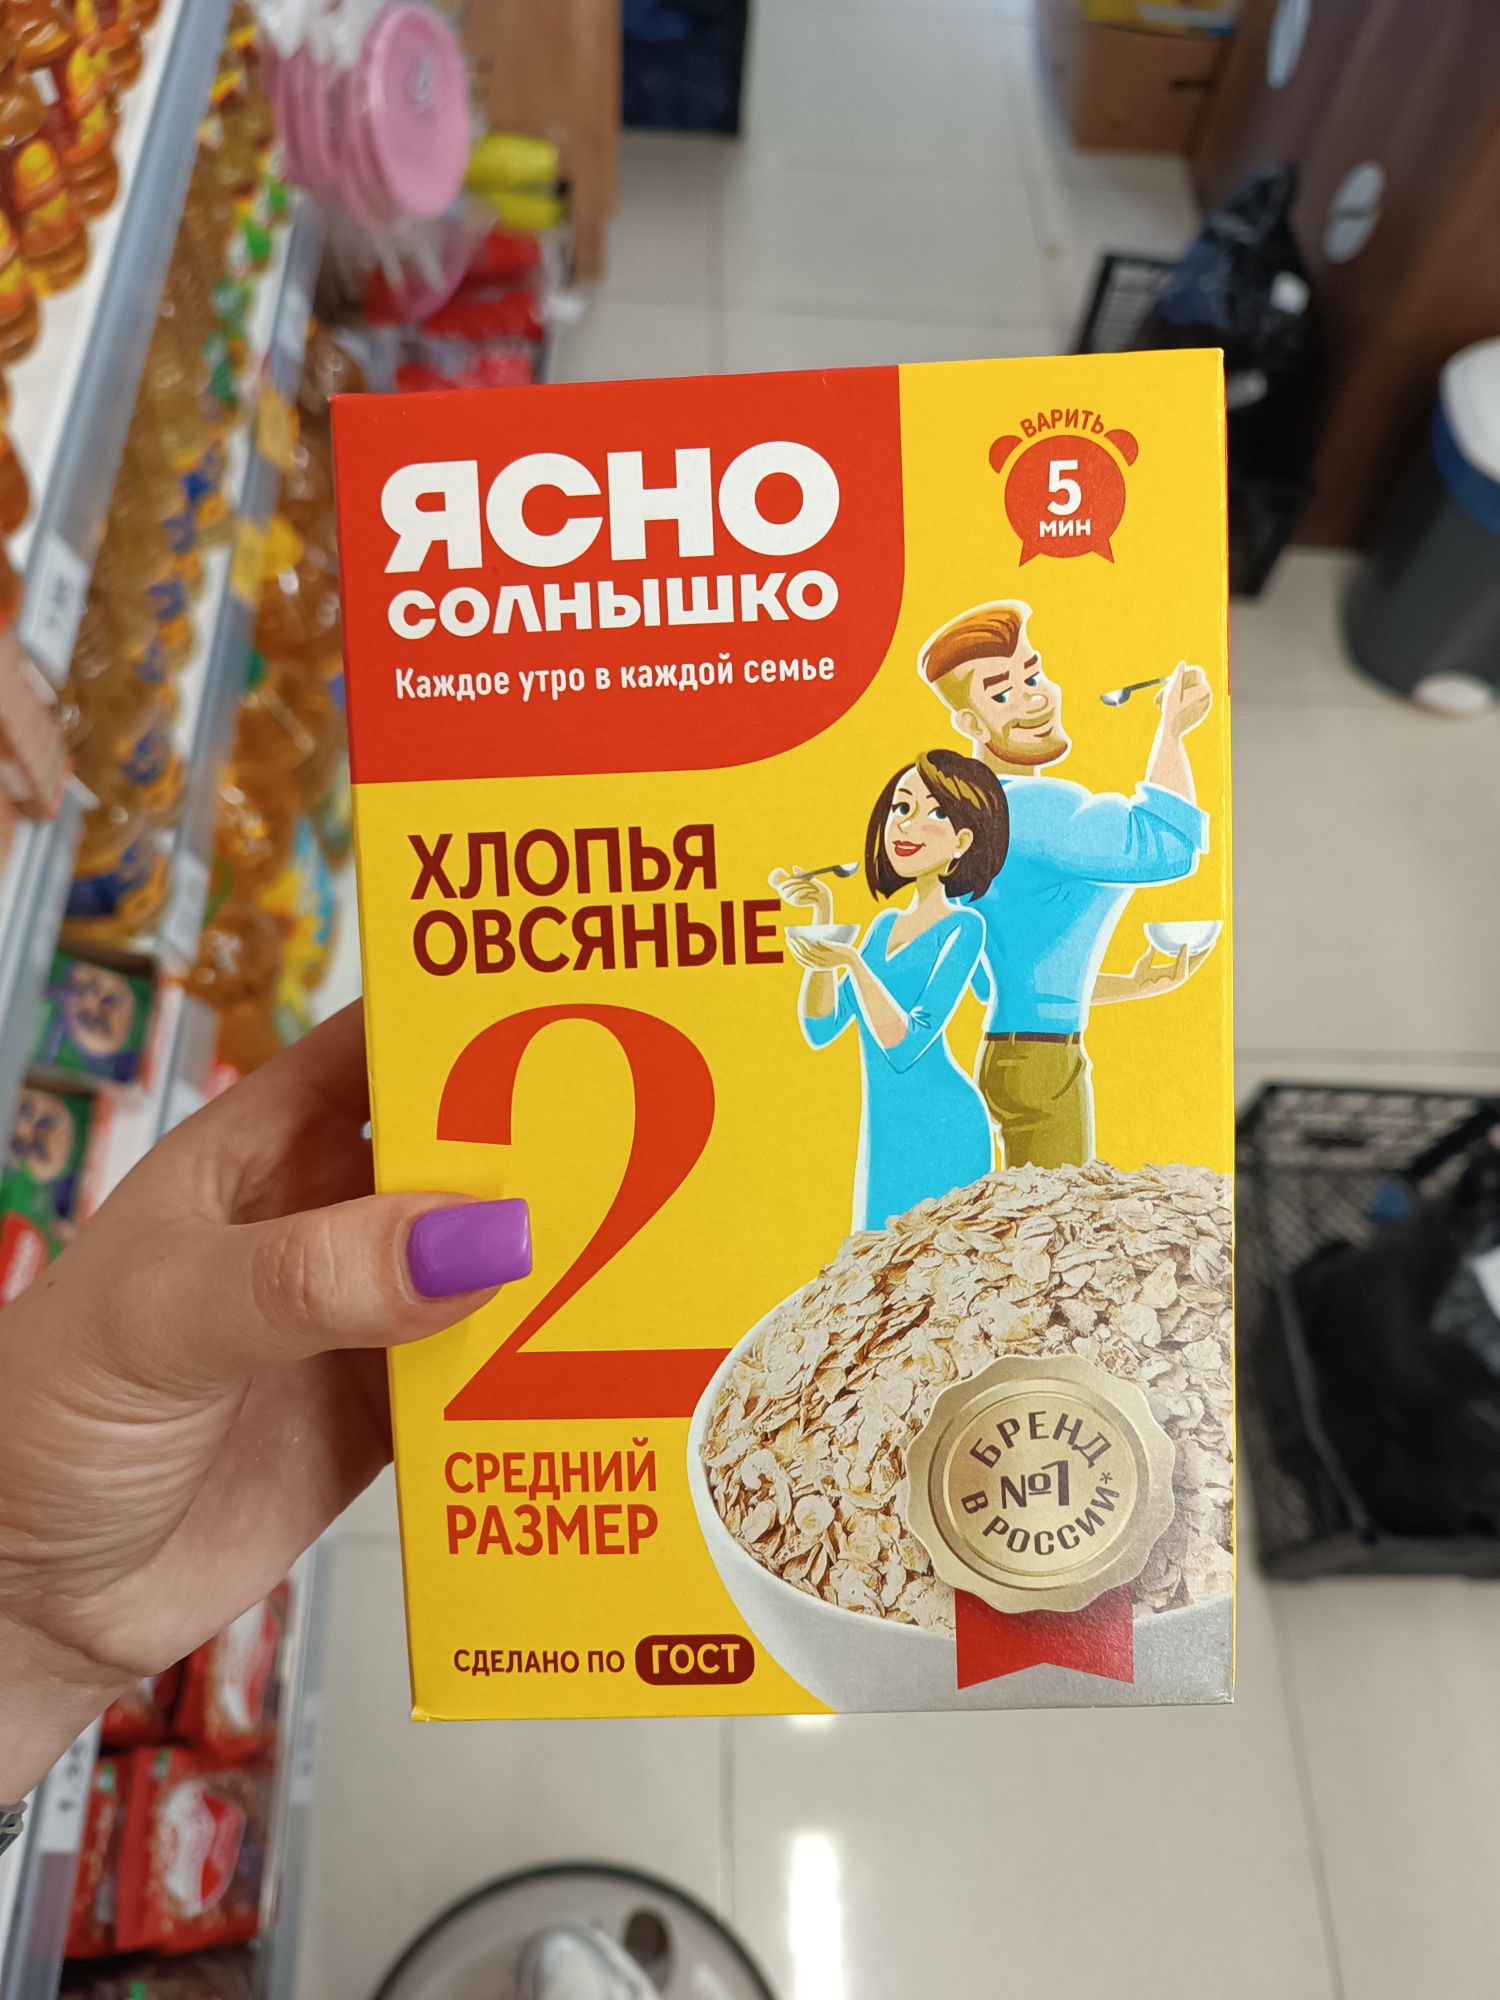 ЯСНО
СОЛНЫШКО
Каждое утро в каждой семье
ВАРИТЬ
5
МИН
ХЛОПЬЯ
ОВСЯНЫЕ
2
СРЕДНИЙ
РАЗМЕР
СДЕЛАНО ПО ГОСТ
БРЕНД
№1
В РОССИИ*